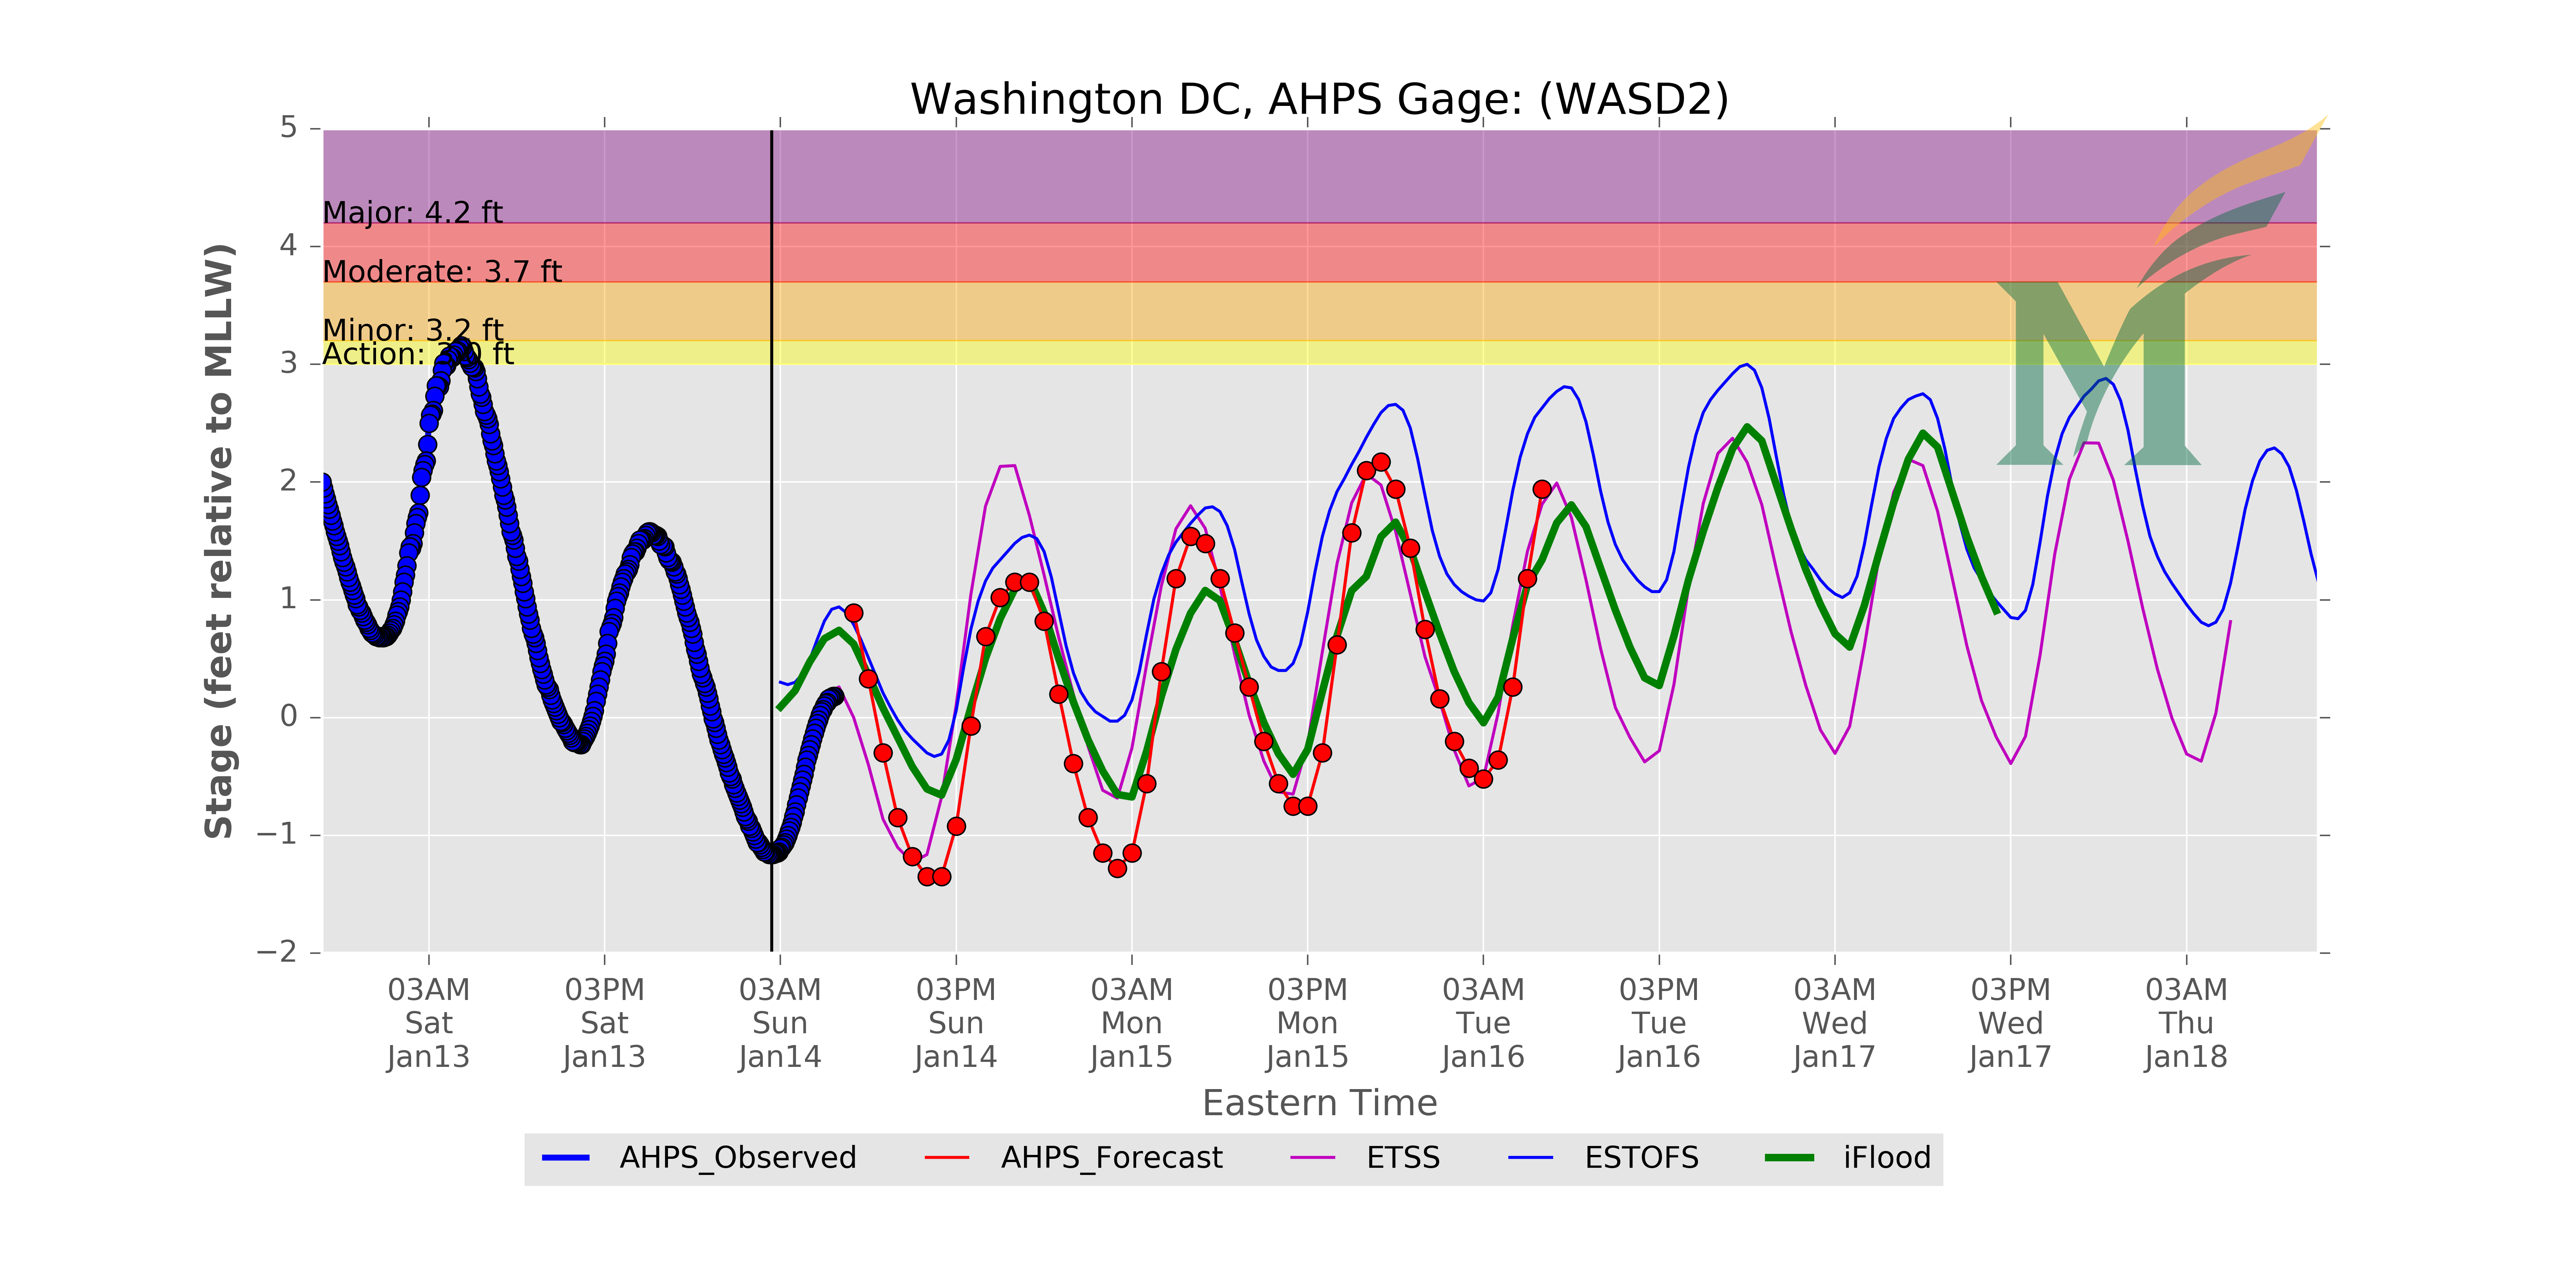 Washington DC, AHPS Gage: (WASD2)
Stage (feet relative to MLLW)
5
4
3
2
1
0
−1
−2
Major: 4.2 ft
Moderate: 3.7 ft
Minor: 3.2 ft
Action: 3.0 ft
03AM 03PM 03AM 03PM 03AM 03PM 03AM 03PM 03AM 03PM 03AM
Sat Sat Sun Sun Mon Mon Tue Tue Wed Wed Thu
Jan13 Jan13 Jan14 Jan14 Jan15 Jan15 Jan16 Jan16 Jan17 Jan17 Jan18
Eastern Time
AHPS_Observed AHPS_Forecast ETSS ESTOFS iFlood